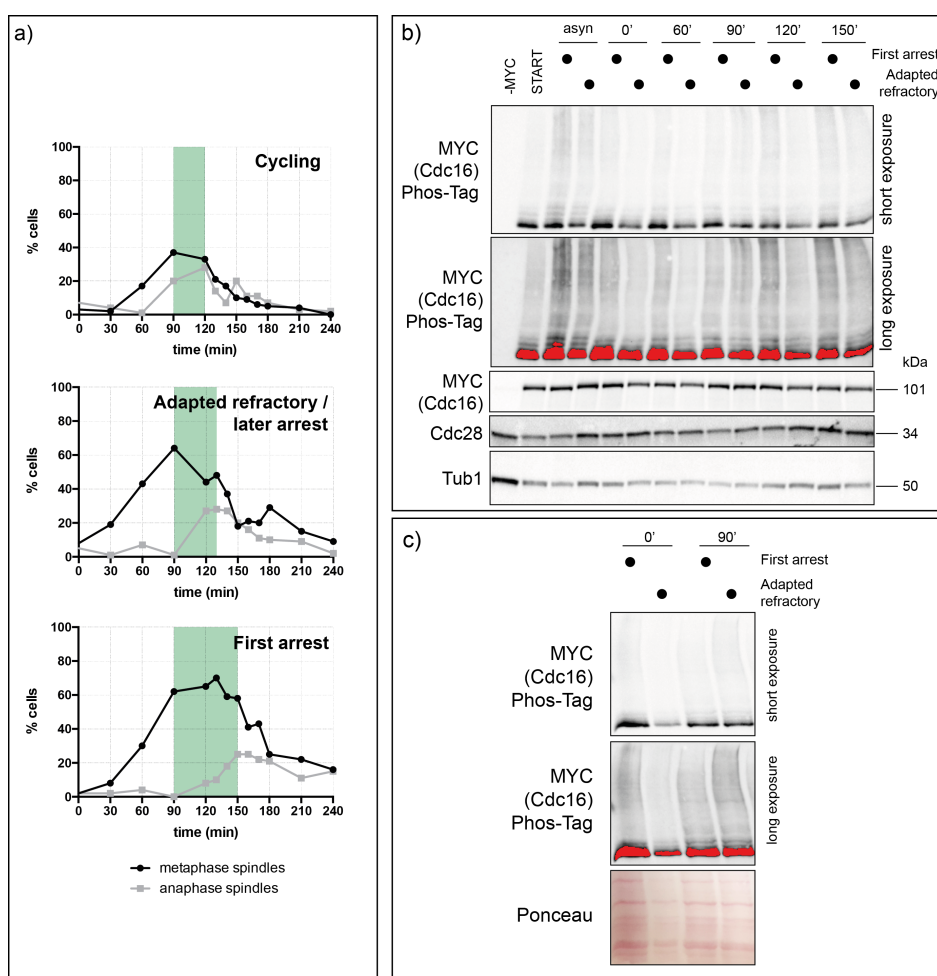 a)
Cycling
% cells
100
80
60
40
20
0
0 30 60 90 120 150 180 210 240
time (min)
Adapted refractory /
later arrest
% cells
100
80
60
40
20
0
0 30 60 90 120 150 180 210 240
time (min)
First arrest
% cells
100
80
60
40
20
0
0 30 60 90 120 150 180 210 240
time (min)
metaphase spindles
anaphase spindles
b)
-MYC
START
asyn 0' 60' 90' 120' 150'
First arrest
Adapted
refractory
MYC
(Cdc16)
Phos-Tag
short exposure
MYC
(Cdc16)
Phos-Tag
long exposure
kDa
MYC
(Cdc16)
101
Cdc28
34
Tub1
50
c)
0' 90'
First arrest
Adapted
refractory
MYC
(Cdc16)
Phos-Tag
short exposure
MYC
(Cdc16)
Phos-Tag
long exposure
Ponceau